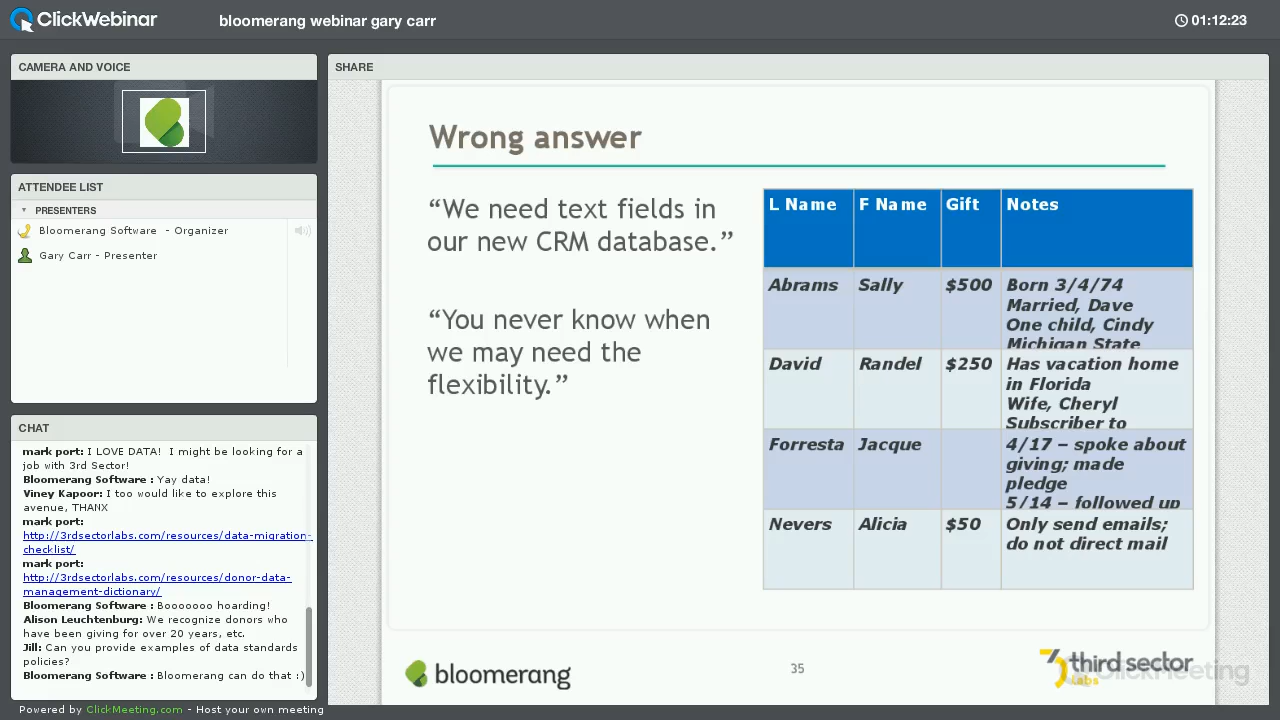 ClickWebinar
bloomerang webinar gary carr
01:12:23
CAMERA AND VOICE
ATTENDEE LIST
PRESENTERS
Bloomerang Software - Organizer
Gary Carr - Presenter
CHAT
mark port: I LOVE DATA! I might be looking for a
job with 3rd Sector!
Bloomerang Software : Yay data!
Viney Kapoor: I too would like to explore this
avenue, THANX
mark port:
http://3rdsectorlabs.com/resources/data-migration-
checklist/
mark port:
http://3rdsectorlabs.com/resources/donor-data-
management-dictionary/
Bloomerang Software : Booooooo hoarding!
Alison Leuchtenburg: We recognize donors who
have been giving for over 20 years, etc.
Jill: Can you provide examples of data standards
policies?
Bloomerang Software : Bloomerang can do that :)
Powered by ClickMeeting.com - Host your own meeting
SHARE
Wrong answer
“We need text fields in
our new CRM database.”
“You never know when
we may need the
flexibility.”
L Name F Name Gift Notes
Abrams Sally $500 Born 3/4/74
Married, Dave
One child, Cindy
Michigan State
David Randel $250 Has vacation home
in Florida
Wife, Cheryl
Subscriber to
Forresta Jacque 4/17 – spoke about
giving; made
pledge
5/14 – followed up
Nevers Alicia $50 Only send emails;
do not direct mail
bloomerang
35
third sector
labs
ClickMeeting